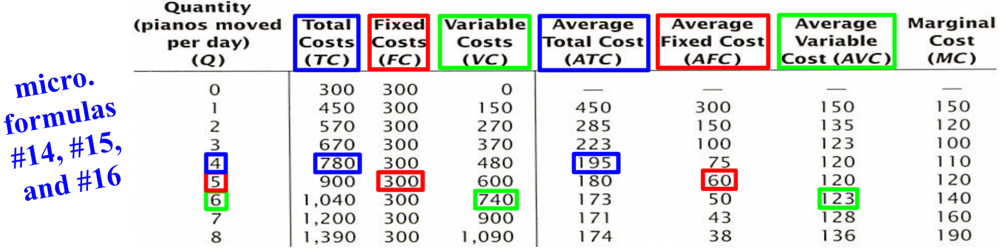 Quantity
(pianos moved Total Fixed Variable Average Average Average Marginal
per day) Costs Costs Costs Total Cost Fixed Cost Variable Cost
(Q) (TC) (FC) (VC) (ATC) (AFC) Cost (AVC) (MC)
micro.
formulas
#14, #15,
and #16
0 300 300 0 — — — —
1 450 300 150 450 300 150 150
2 570 300 270 285 150 135 120
3 670 300 370 223 100 123 100
4 780 300 480 195 75 120 110
5 900 300 600 180 60 120 120
6 1,040 300 740 173 50 123 140
7 1,200 300 900 171 43 128 160
8 1,390 300 1,090 174 38 136 190